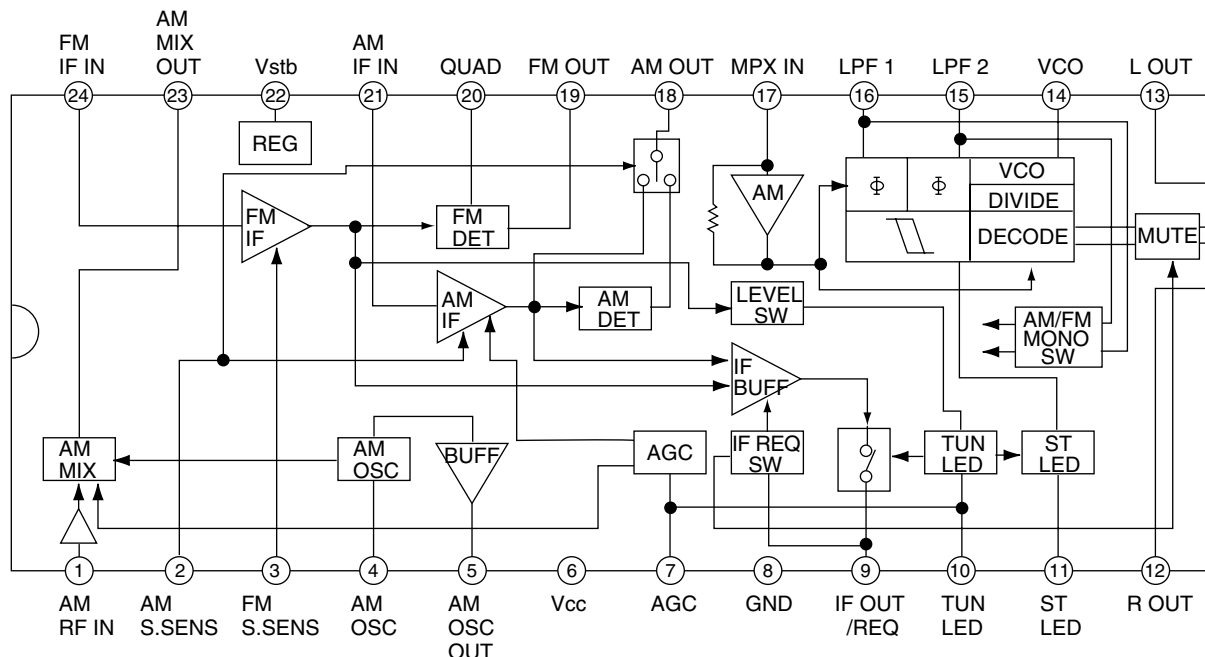 AM
FM MIX AM
IF IN OUT Vstb IF IN QUAD FM OUT AM OUT MPX IN LPF 1 LPF 2 VCO L OUT
24 23 22 21 20 19 18 17 16 15 14 13
REG
FM
IF
FM
DET
AM
Φ Φ VCO
DIVIDE
DECODE
MUTE
AM
IF
AM
DET
LEVEL
SW
AM/FM
MONO
SW
IF
BUFF
AM
MIX
AM
OSC
BUFF
AGC
IF REQ
SW
TUN
LED
ST
LED
1 2 3 4 5 6 7 8 9 10 11 12
AM
RF IN
AM
S.SENS
FM
S.SENS
AM
OSC
AM
OSC
OUT
Vcc
AGC
GND
IF OUT
/REQ
TUN
LED
ST
LED
R OUT